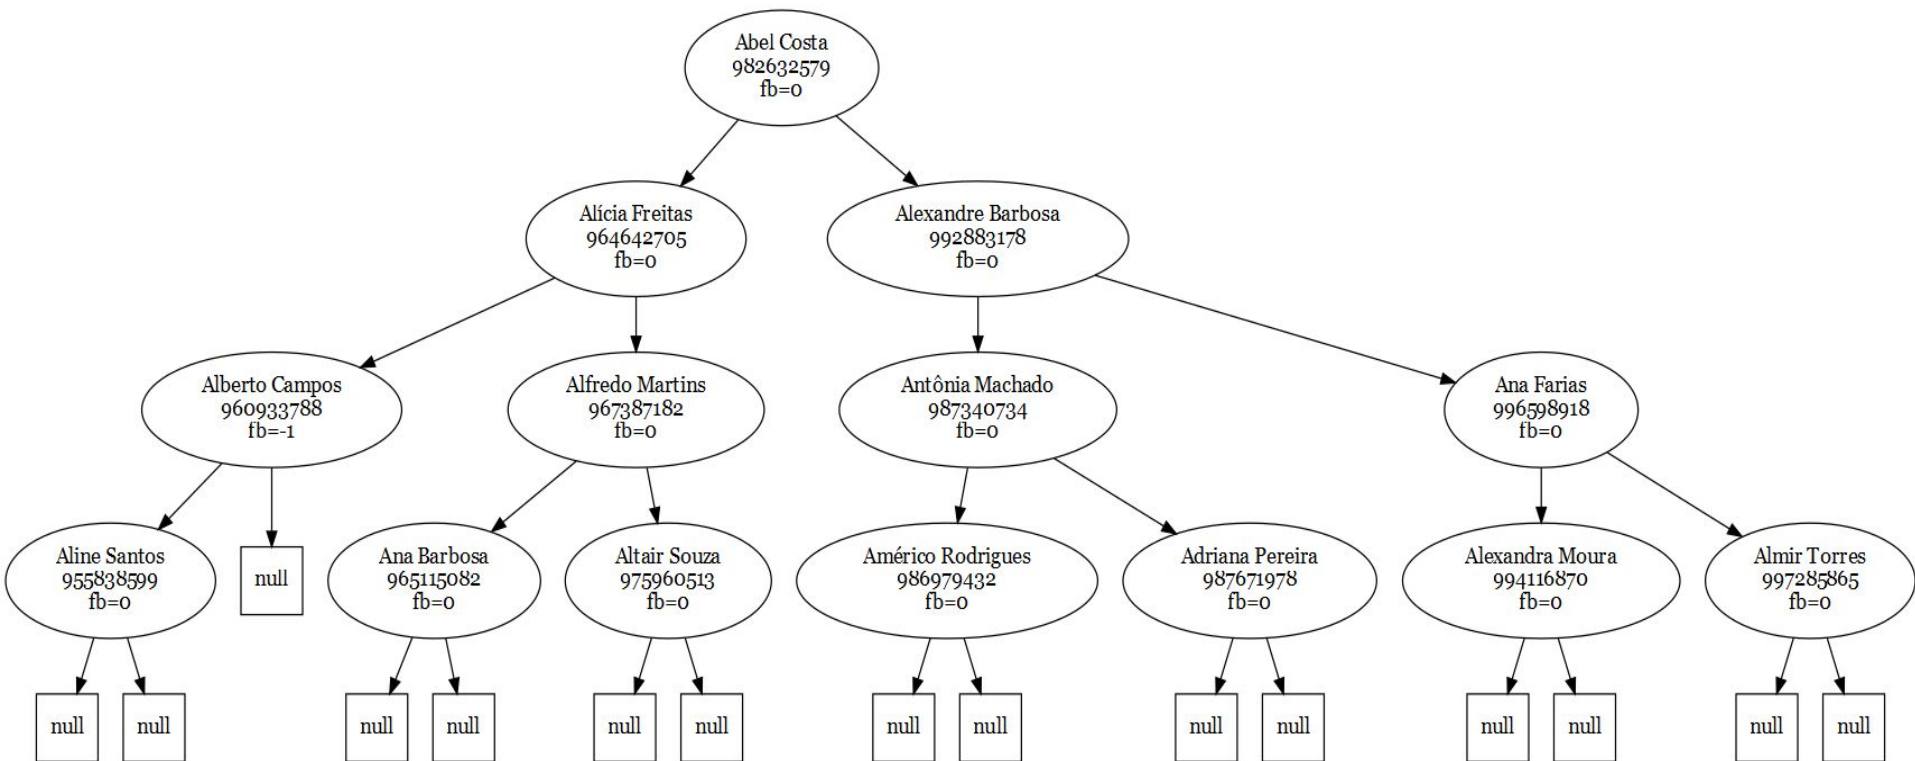 Abel Costa
982632579
fb=0
Alícia Freitas
964642705
fb=0
Alexandre Barbosa
992883178
fb=0
Alberto Campos
960933788
fb=-1
Alfredo Martins
967387182
fb=0
Antônia Machado
987340734
fb=0
Ana Farias
996598918
fb=0
Aline Santos
955838599
fb=0
null
Ana Barbosa
965115082
fb=0
Altair Souza
975960513
fb=0
Américo Rodrigues
986979432
fb=0
Adriana Pereira
987671978
fb=0
Alexandra Moura
994116870
fb=0
Almir Torres
997285865
fb=0
null
null
null
null
null
null
null
null
null
null
null
null
null
null